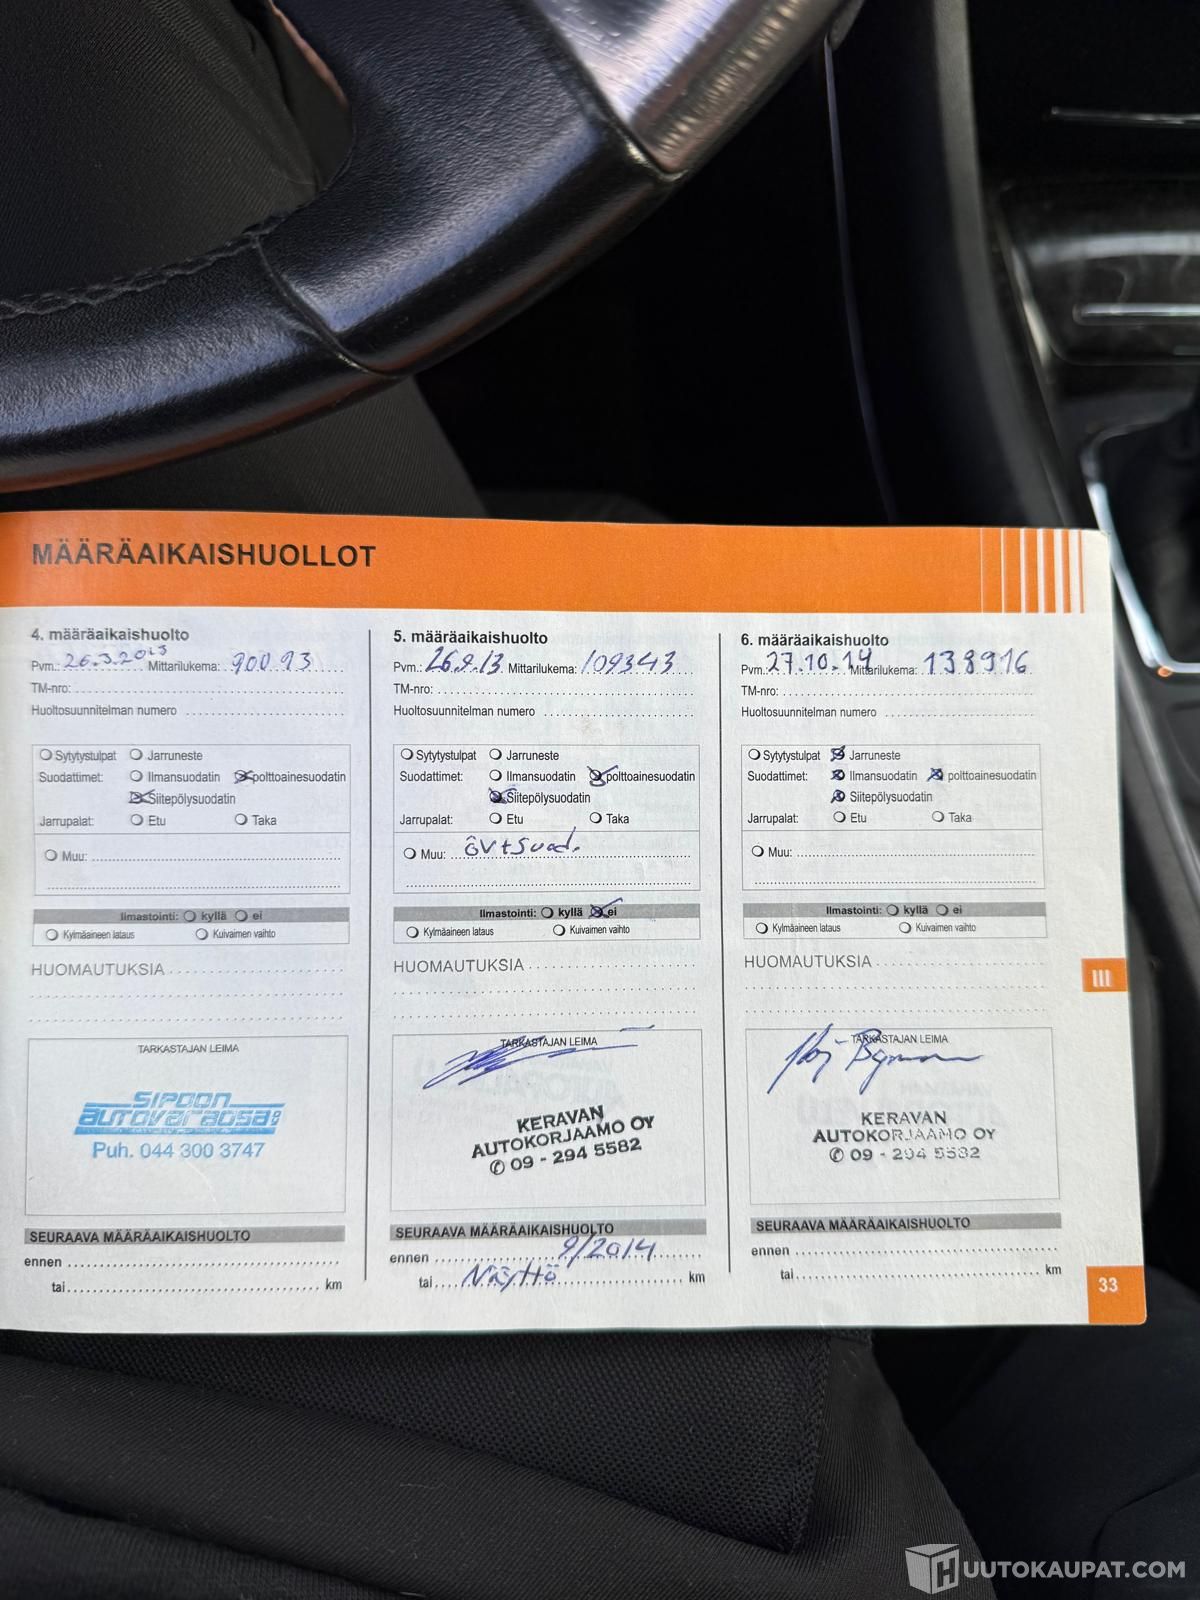 MÄÄRÄAIKAISHUOLLOT
4. määräaikaishuolto
Pvm.: 26.3.2013 Mittarilukema: 90093
TM-nro:
Huoltosuunnitelman numero
Sytytystulpat Jarruneste
Suodattimet: Ilmansuodatin polttoainesuodatin
Siitepölysuodatin
Jarrupalat: Etu Taka
Muu:
Ilmastointi: kyllä ei
Kylmäaineen lataus Kuivaimen vaihto
HUOMAUTUKSIA
TARKASTAJAN LEIMA
SIPOON
AUTOVARAOSA
Puh. 044 300 3747
SEURAAVA MÄÄRÄAIKAISHUOLTO
ennen
tai km
5. määräaikaishuolto
Pvm.: 26.9.13 Mittarilukema: 109343
TM-nro:
Huoltosuunnitelman numero
Sytytystulpat Jarruneste
Suodattimet: Ilmansuodatin polttoainesuodatin
Siitepölysuodatin
Jarrupalat: Etu Taka
Muu: öv+suod.
Ilmastointi: kyllä ei
Kylmäaineen lataus Kuivaimen vaihto
HUOMAUTUKSIA
TARKASTAJAN LEIMA
KERAVAN
AUTOKORJAAMO OY
✆ 09 - 294 5582
SEURAAVA MÄÄRÄAIKAISHUOLTO
ennen 9/2014
tai Näyttö km
6. määräaikaishuolto
Pvm.: 27.10.14 Mittarilukema: 138916
TM-nro:
Huoltosuunnitelman numero
Sytytystulpat Jarruneste
Suodattimet: Ilmansuodatin polttoainesuodatin
Siitepölysuodatin
Jarrupalat: Etu Taka
Muu:
Ilmastointi: kyllä ei
Kylmäaineen lataus Kuivaimen vaihto
HUOMAUTUKSIA
TARKASTAJAN LEIMA
KERAVAN
AUTOKORJAAMO OY
✆ 09 - 294 5582
SEURAAVA MÄÄRÄAIKAISHUOLTO
ennen
tai km
III
33
HUUTOKAUPAT.COM